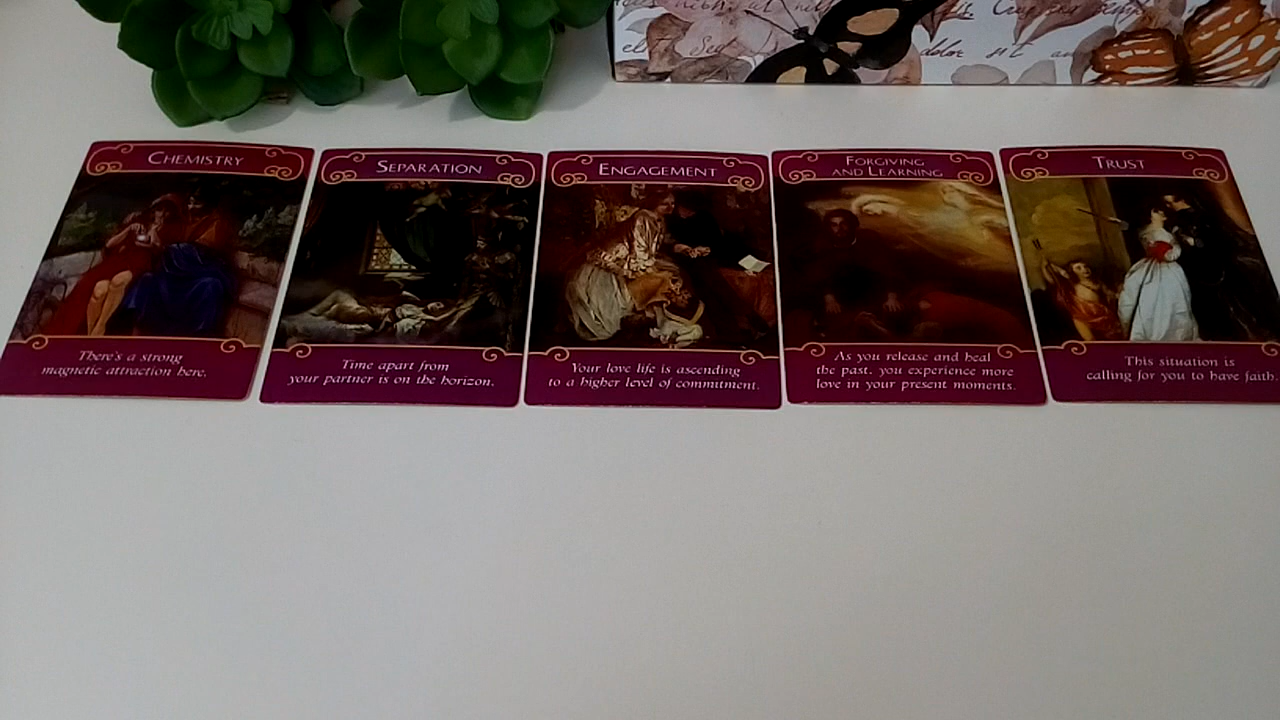 dolor sit
CHEMISTRY
There's a strong
magnetic attraction here.
SEPARATION
Time apart from
your partner is on the horizon.
ENGAGEMENT
Your love life is ascending
to a higher level of commitment.
FORGIVING
AND LEARNING
As you release and heal
the past, you experience more
love in your present moments.
TRUST
This situation is
calling for you to have faith.